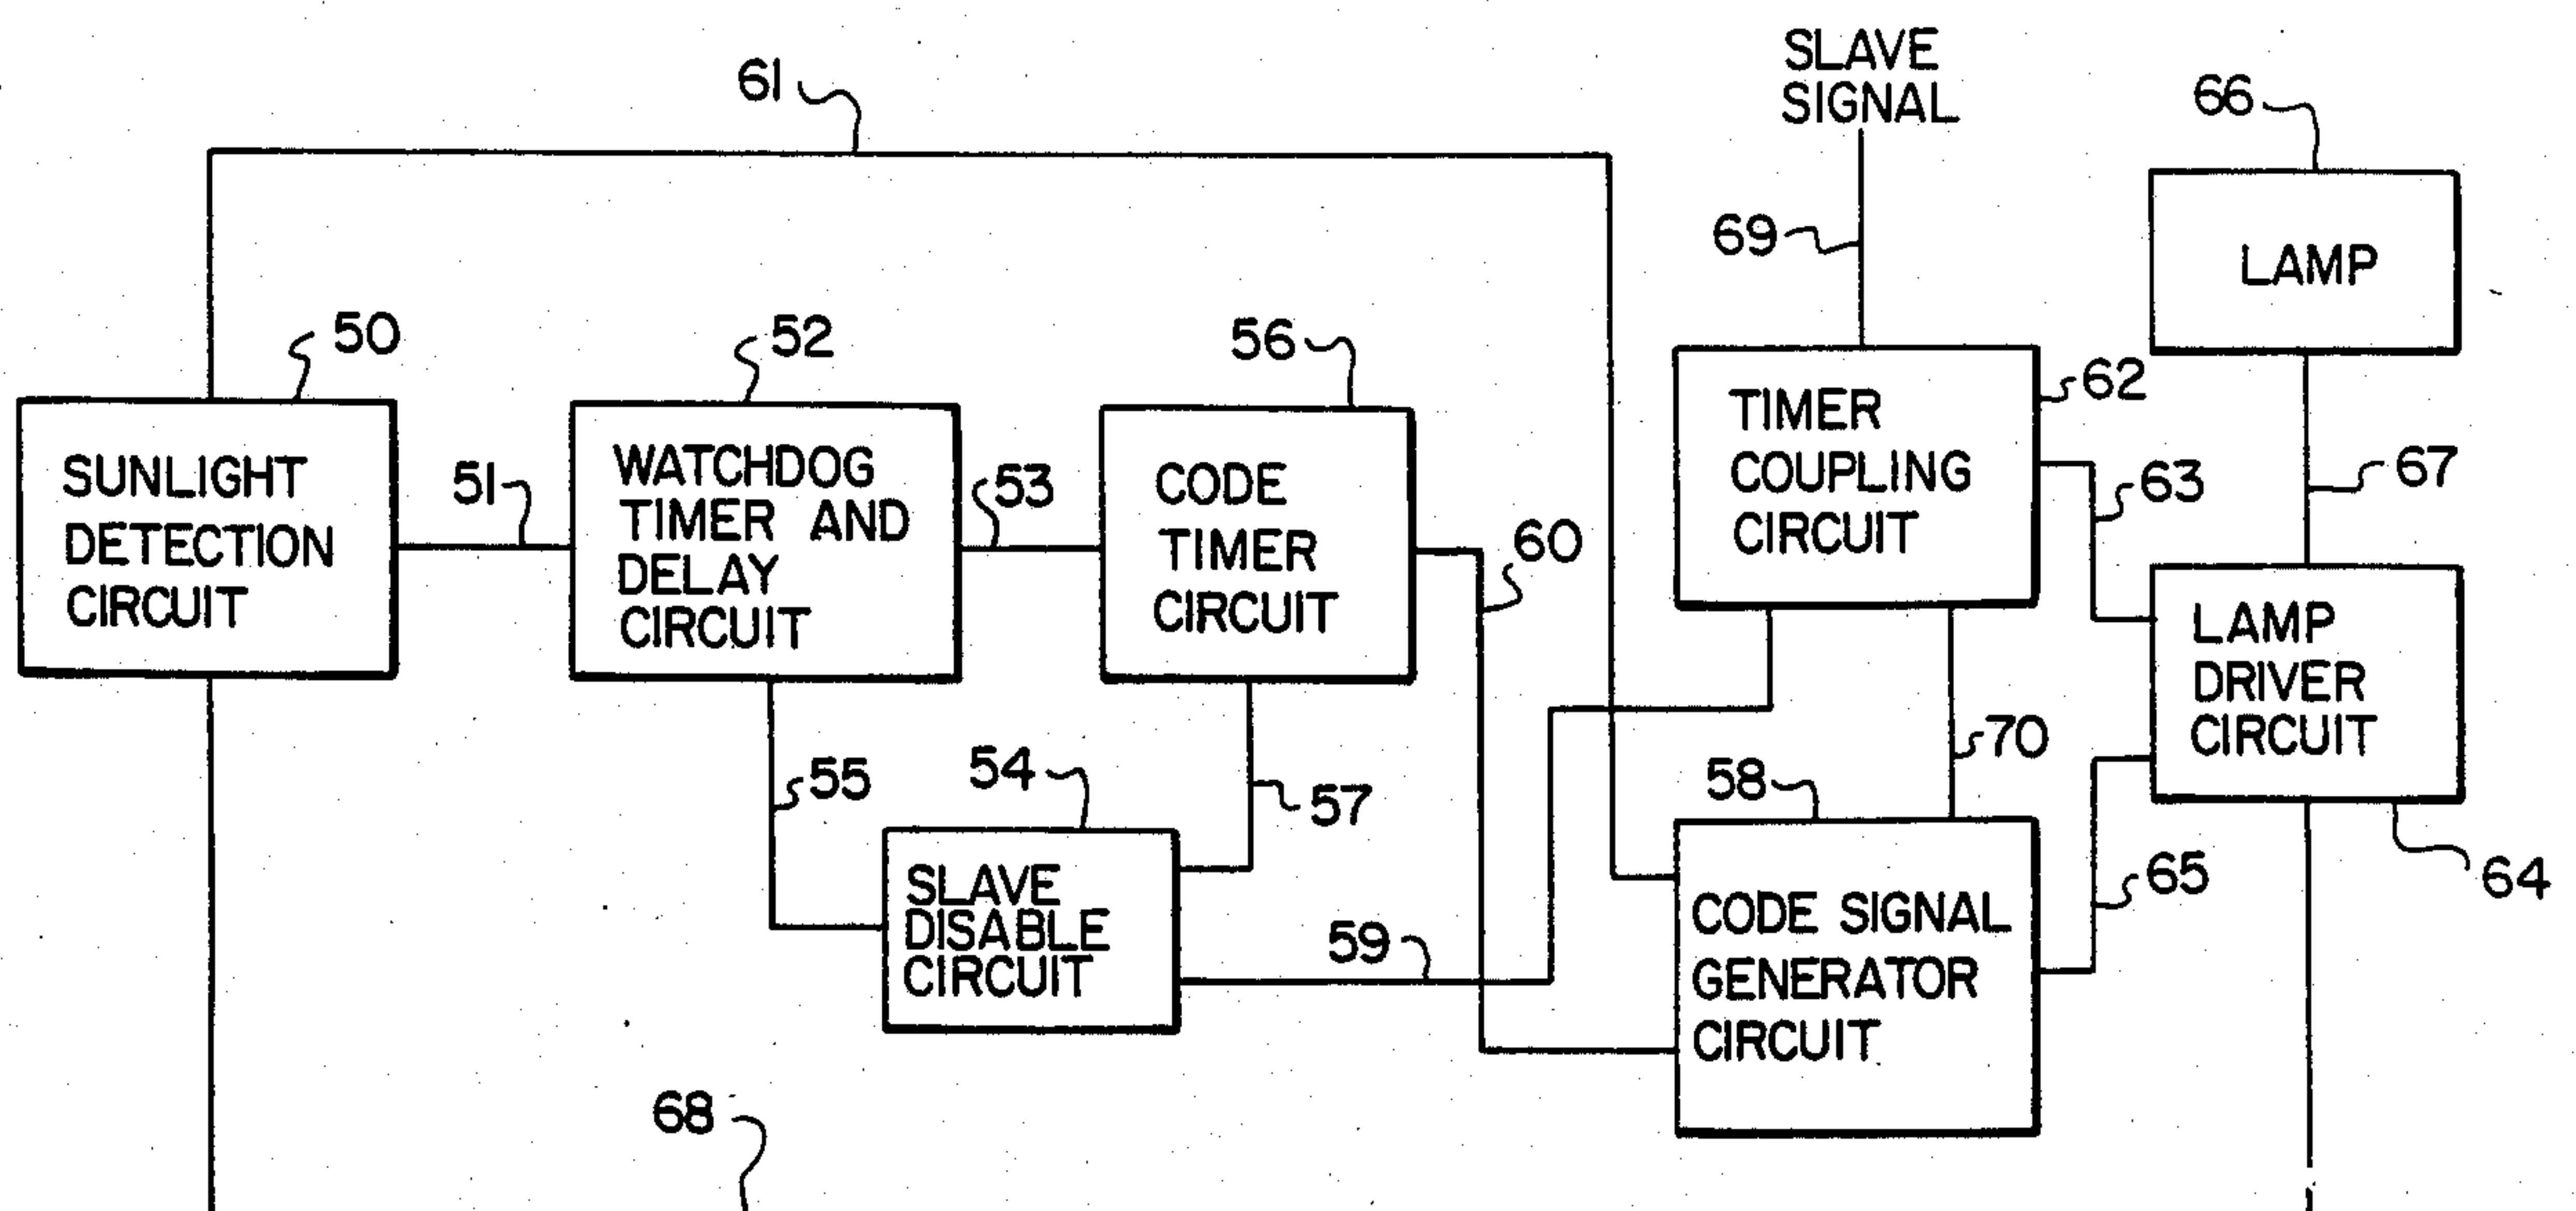 61
SLAVE
SIGNAL
66
69
LAMP
50
52
56
62
SUNLIGHT
DETECTION
CIRCUIT
51
WATCHDOG
TIMER AND
DELAY
CIRCUIT
53
CODE
TIMER
CIRCUIT
60
TIMER
COUPLING
CIRCUIT
63
67
LAMP
DRIVER
CIRCUIT
55
54
57
58
70
64
SLAVE
DISABLE
CIRCUIT
59
CODE SIGNAL
GENERATOR
CIRCUIT
65
68